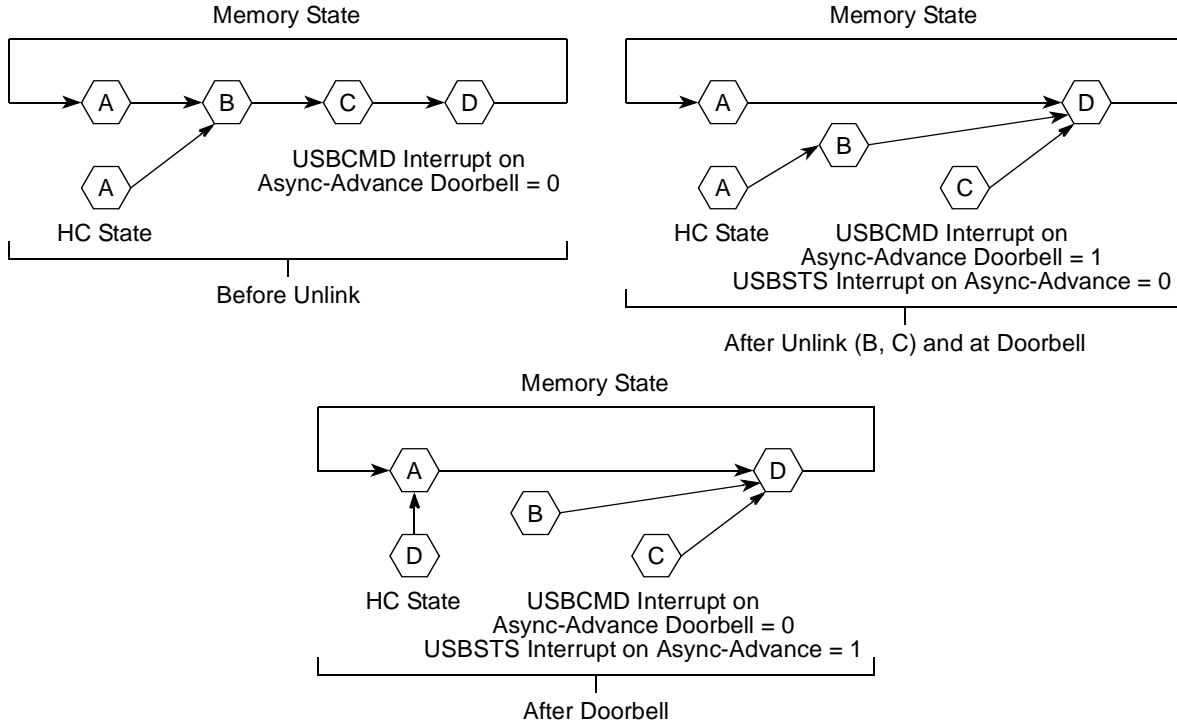 Memory State
A
B
C
D
A
HC State
USBCMD Interrupt on
Async-Advance Doorbell = 0
Before Unlink
Memory State
A
D
B
A
C
HC State
USBCMD Interrupt on
Async-Advance Doorbell = 1
USBSTS Interrupt on Async-Advance = 0
After Unlink (B, C) and at Doorbell
Memory State
A
D
B
D
C
HC State
USBCMD Interrupt on
Async-Advance Doorbell = 0
USBSTS Interrupt on Async-Advance = 1
After Doorbell